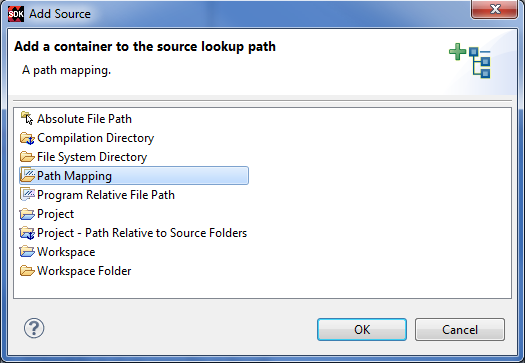 SDK Add Source
Add a container to the source lookup path
A path mapping.
Absolute File Path
Compilation Directory
File System Directory
Path Mapping
Program Relative File Path
Project
Project - Path Relative to Source Folders
Workspace
Workspace Folder
? OK Cancel